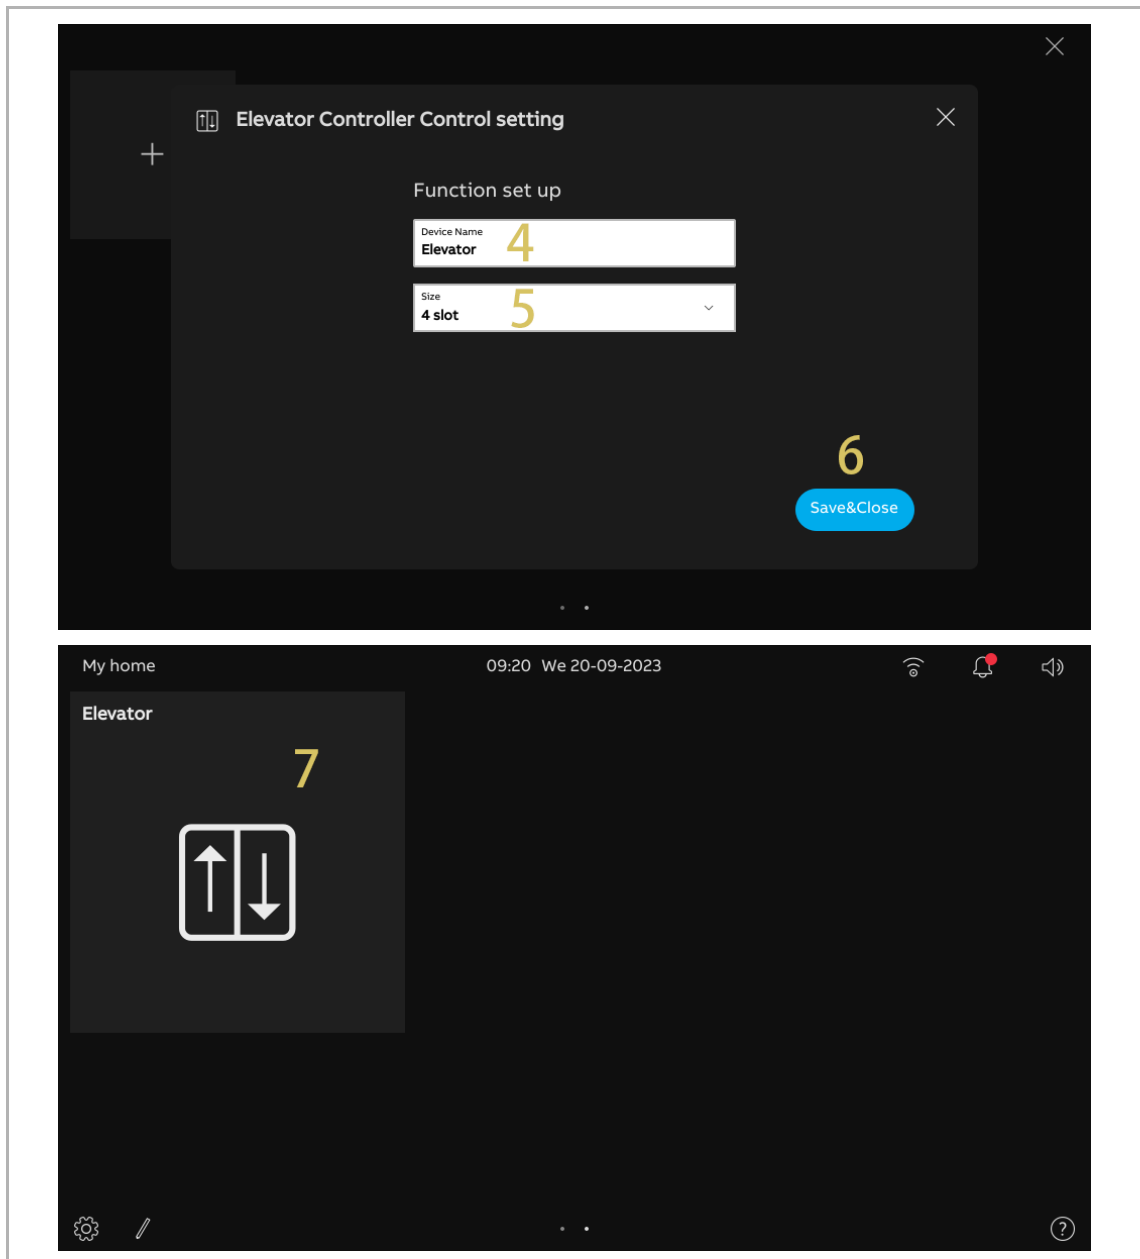 Elevator Controller Control setting
Function set up
Device Name
Elevator
4
Size
4 slot
5
6
Save&Close
My home
09:20 We 20-09-2023
Elevator
7
?